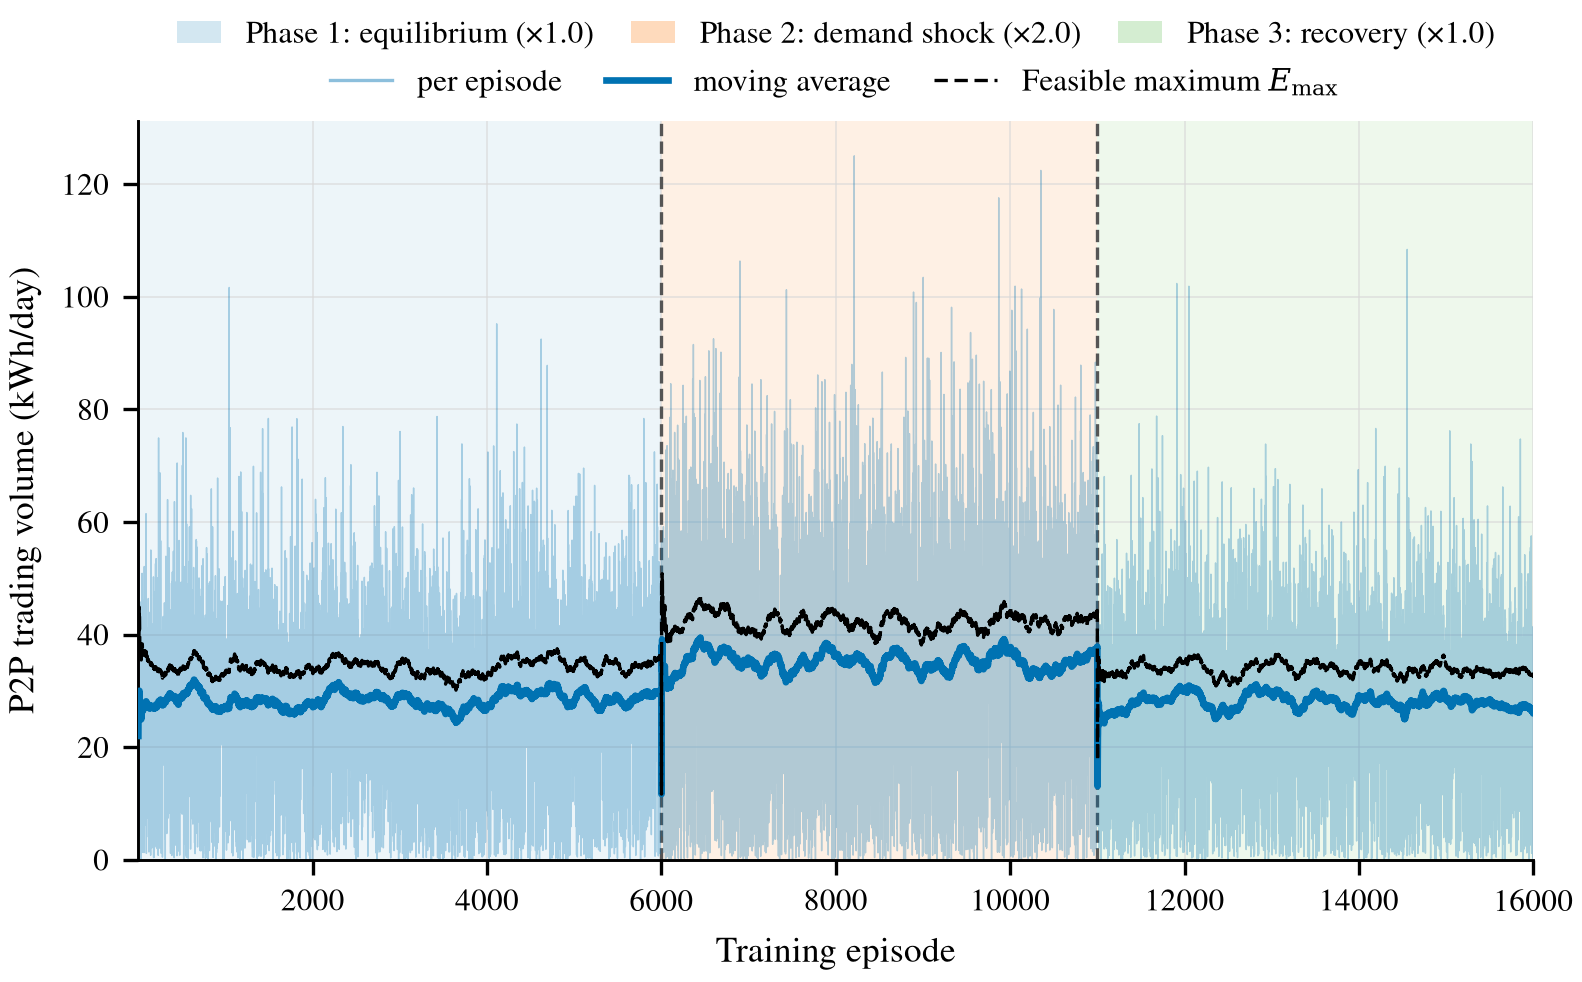 Phase 1: equilibrium (×1.0) Phase 2: demand shock (×2.0) Phase 3: recovery (×1.0)
per episode moving average Feasible maximum E_max
P2P trading volume (kWh/day)
120
100
80
60
40
20
0
2000 4000 6000 8000 10000 12000 14000 16000
Training episode